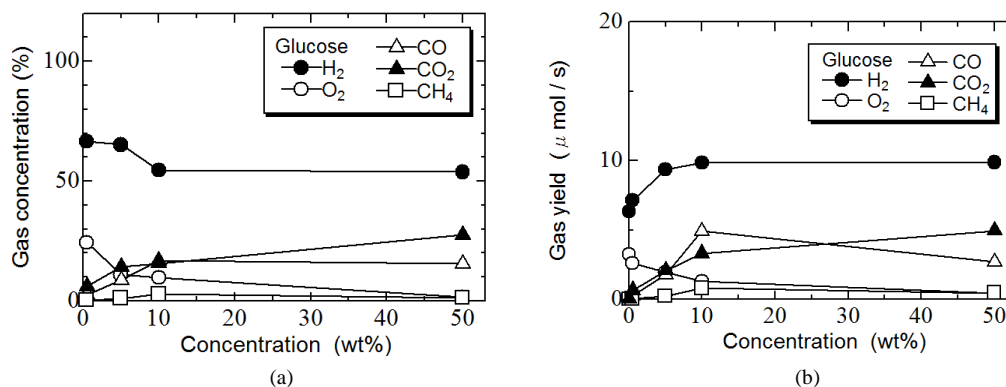 Gas concentration (%)
100
50
0
0 10 20 30 40 50
Concentration (wt%)
Glucose
H2
O2
CO
CO2
CH4
(a)
Gas yield ( μ mol / s)
20
10
0
0 10 20 30 40 50
Concentration (wt%)
Glucose
H2
O2
CO
CO2
CH4
(b)